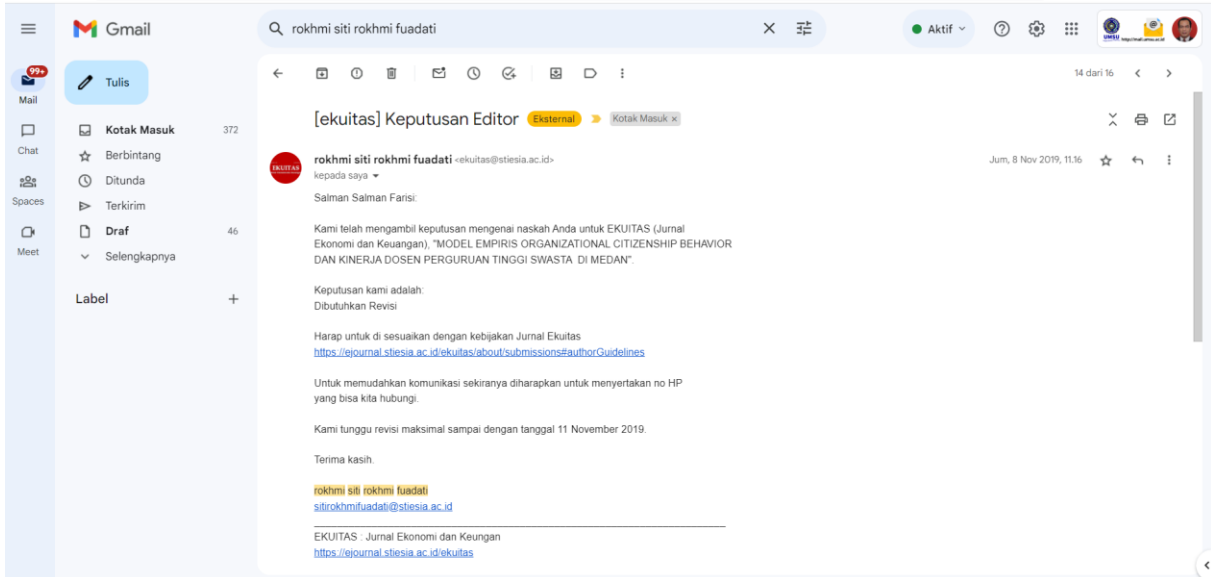 Gmail
rokhmi siti rokhmi fuadati
Aktif
UMSU
99+
Mail
Chat
Spaces
Meet
Tulis
Kotak Masuk 372
Berbintang
Ditunda
Terkirim
Draf 46
Selengkapnya
Label
14 dari 16
[ekuitas] Keputusan Editor Eksternal Kotak Masuk ×
EKUITAS
rokhmi siti rokhmi fuadati <ekuitas@stiesia.ac.id> Jum, 8 Nov 2019, 11.16
kepada saya
Salman Salman Farisi:
Kami telah mengambil keputusan mengenai naskah Anda untuk EKUITAS (Jurnal
Ekonomi dan Keuangan), "MODEL EMPIRIS ORGANIZATIONAL CITIZENSHIP BEHAVIOR
DAN KINERJA DOSEN PERGURUAN TINGGI SWASTA DI MEDAN".
Keputusan kami adalah:
Dibutuhkan Revisi
Harap untuk di sesuaikan dengan kebijakan Jurnal Ekuitas
https://ejournal.stiesia.ac.id/ekuitas/about/submissions#authorGuidelines
Untuk memudahkan komunikasi sekiranya diharapkan untuk menyertakan no HP
yang bisa kita hubungi.
Kami tunggu revisi maksimal sampai dengan tanggal 11 November 2019.
Terima kasih.
rokhmi siti rokhmi fuadati
sitirokhmifuadati@stiesia.ac.id
EKUITAS : Jurnal Ekonomi dan Keungan
https://ejournal.stiesia.ac.id/ekuitas